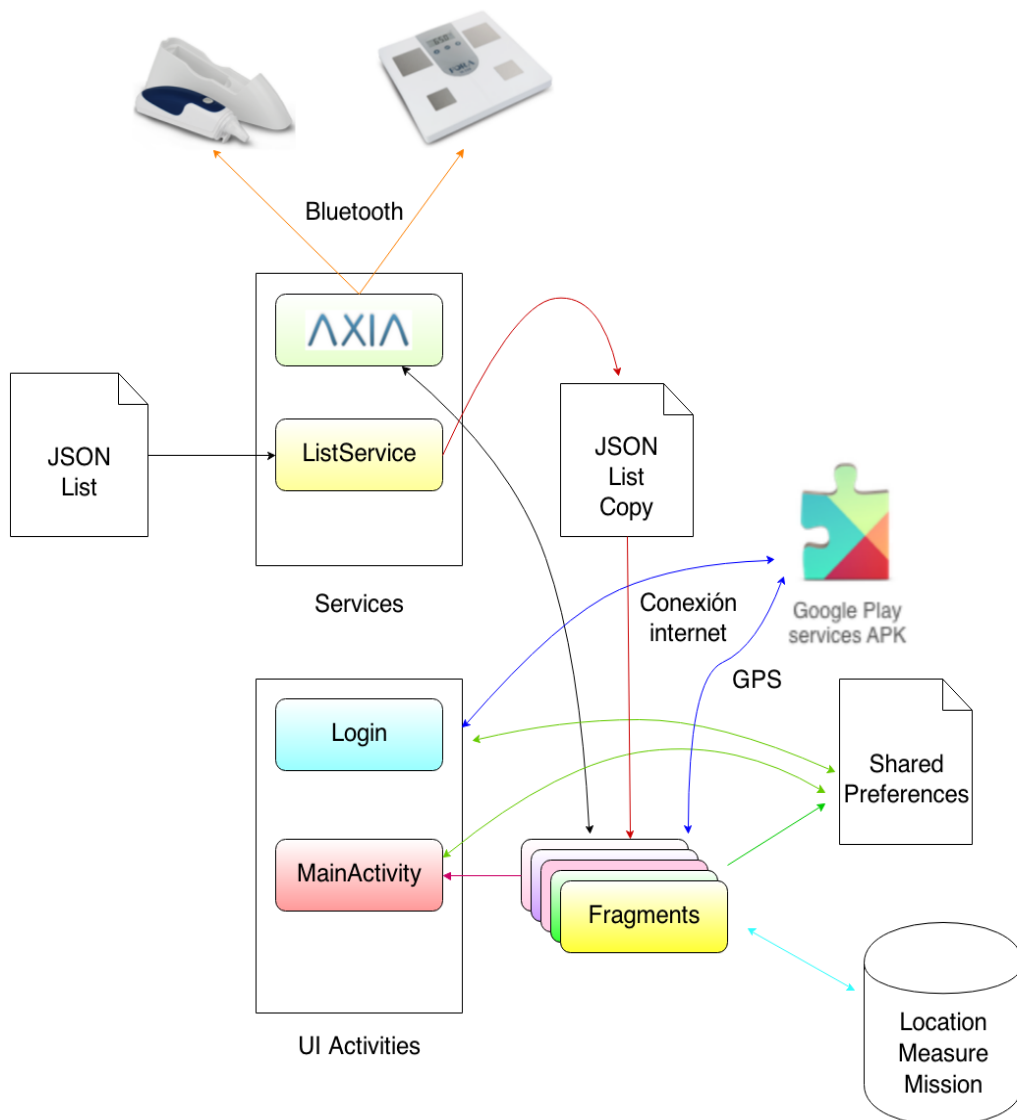 FORA
Bluetooth
AXIA
JSON
List
ListService
JSON
List
Copy
Services
Conexión
internet
Google Play
services APK
GPS
Login
Shared
Preferences
MainActivity
Fragments
UI Activities
Location
Measure
Mission